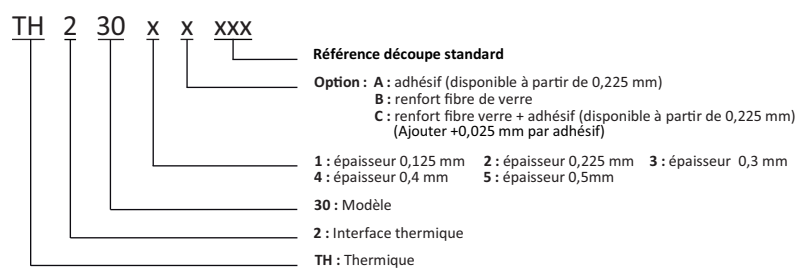 TH 2 30 x x xxx
Référence découpe standard
Option : A : adhésif (disponible à partir de 0,225 mm)
B : renfort fibre de verre
C : renfort fibre verre + adhésif (disponible à partir de 0,225 mm)
(Ajouter +0,025 mm par adhésif)
1 : épaisseur 0,125 mm 2 : épaisseur 0,225 mm 3 : épaisseur 0,3 mm
4 : épaisseur 0,4 mm 5 : épaisseur 0,5mm
30 : Modèle
2 : Interface thermique
TH : Thermique